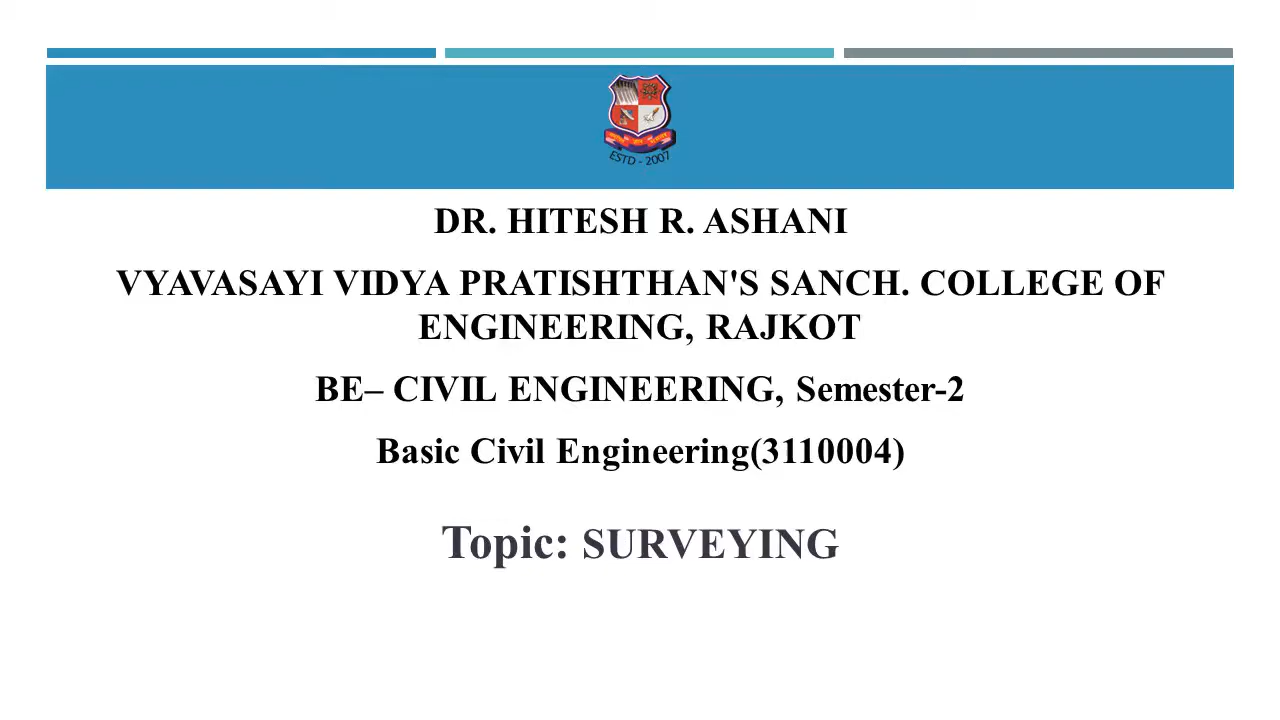 ESTD - 2007
DR. HITESH R. ASHANI
VYAVASAYI VIDYA PRATISHTHAN'S SANCH. COLLEGE OF
ENGINEERING, RAJKOT
BE– CIVIL ENGINEERING, Semester-2
Basic Civil Engineering(3110004)
Topic: SURVEYING